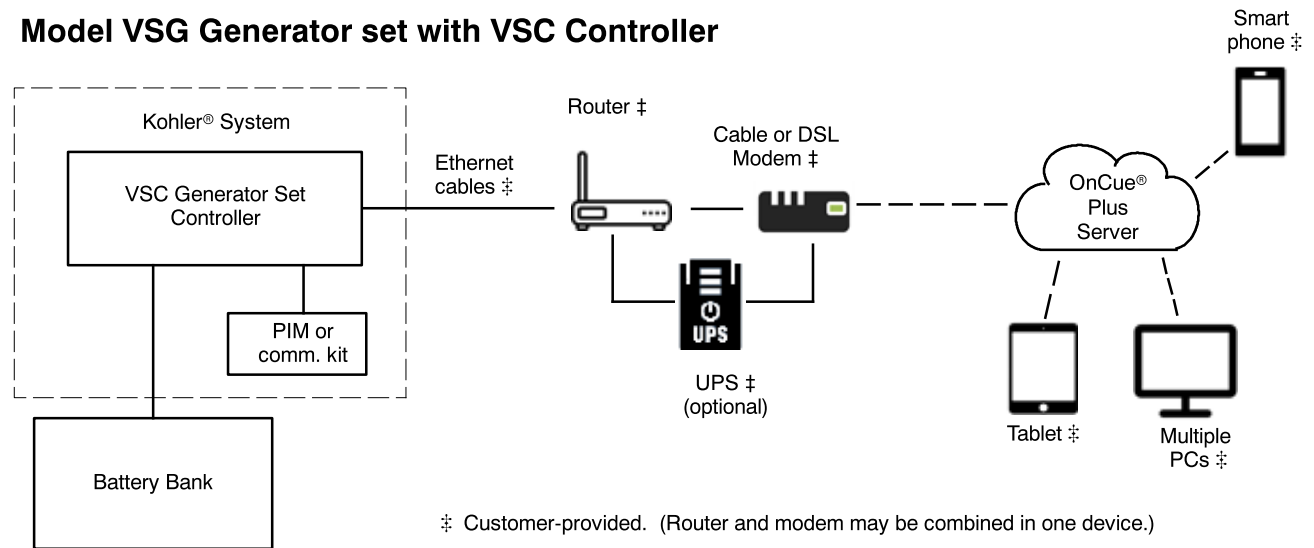 Model VSG Generator set with VSC Controller
Smart
phone ‡
Kohler® System
Router ‡
Cable or DSL
Modem ‡
Ethernet
cables ‡
VSC Generator Set
Controller
OnCue®
Plus
Server
PIM or
comm. kit
UPS
UPS ‡
(optional)
Tablet ‡
Multiple
PCs ‡
Battery Bank
‡ Customer-provided. (Router and modem may be combined in one device.)